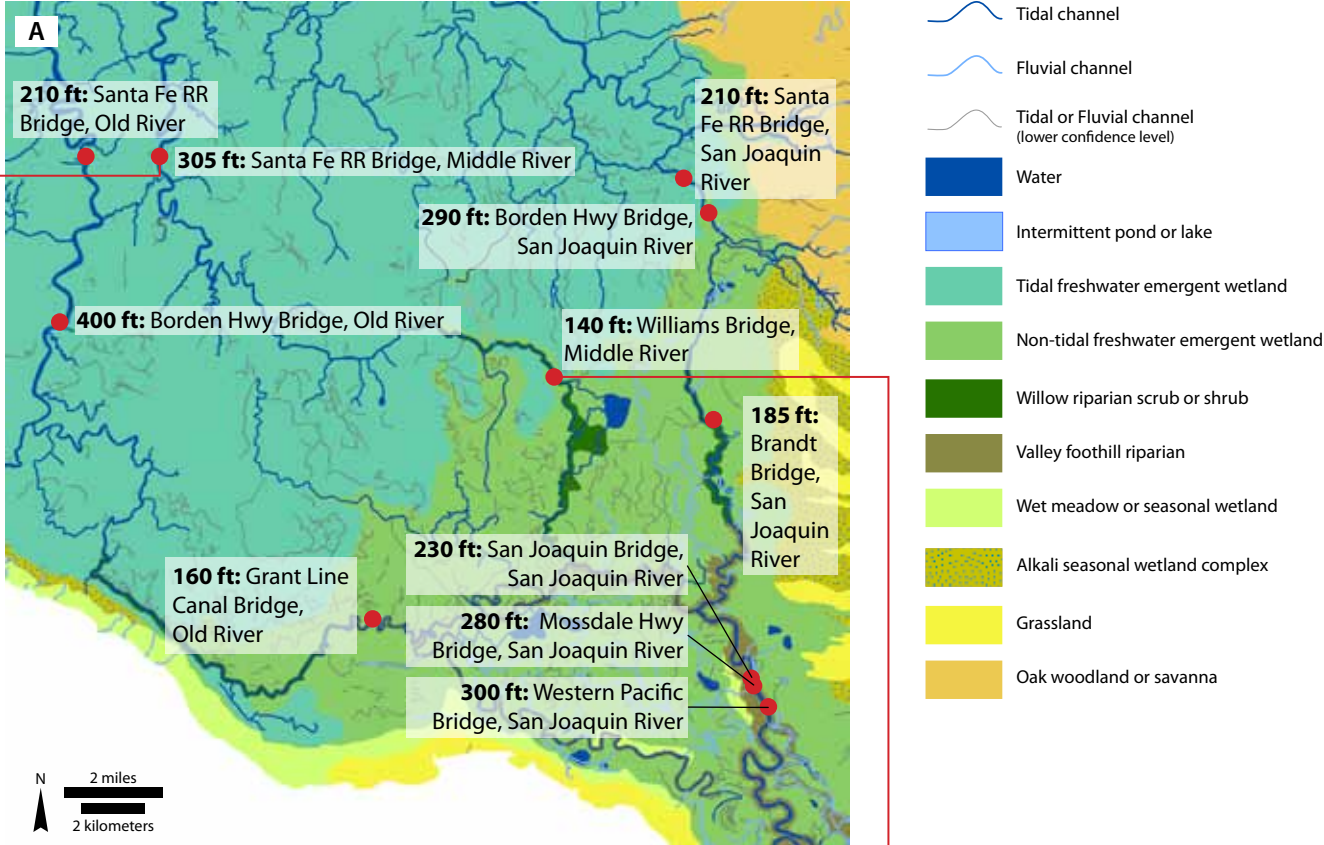 A
210 ft: Santa Fe RR
Bridge, Old River
305 ft: Santa Fe RR Bridge, Middle River
210 ft: Santa
Fe RR Bridge,
San Joaquin
River
290 ft: Borden Hwy Bridge,
San Joaquin River
400 ft: Borden Hwy Bridge, Old River
140 ft: Williams Bridge,
Middle River
185 ft:
Brandt
Bridge,
San
Joaquin
River
230 ft: San Joaquin Bridge,
San Joaquin River
160 ft: Grant Line
Canal Bridge,
Old River
280 ft: Mossdale Hwy
Bridge, San Joaquin River
300 ft: Western Pacific
Bridge, San Joaquin River
N
2 miles
2 kilometers
Tidal channel
Fluvial channel
Tidal or Fluvial channel
(lower confidence level)
Water
Intermittent pond or lake
Tidal freshwater emergent wetland
Non-tidal freshwater emergent wetland
Willow riparian scrub or shrub
Valley foothill riparian
Wet meadow or seasonal wetland
Alkali seasonal wetland complex
Grassland
Oak woodland or savanna